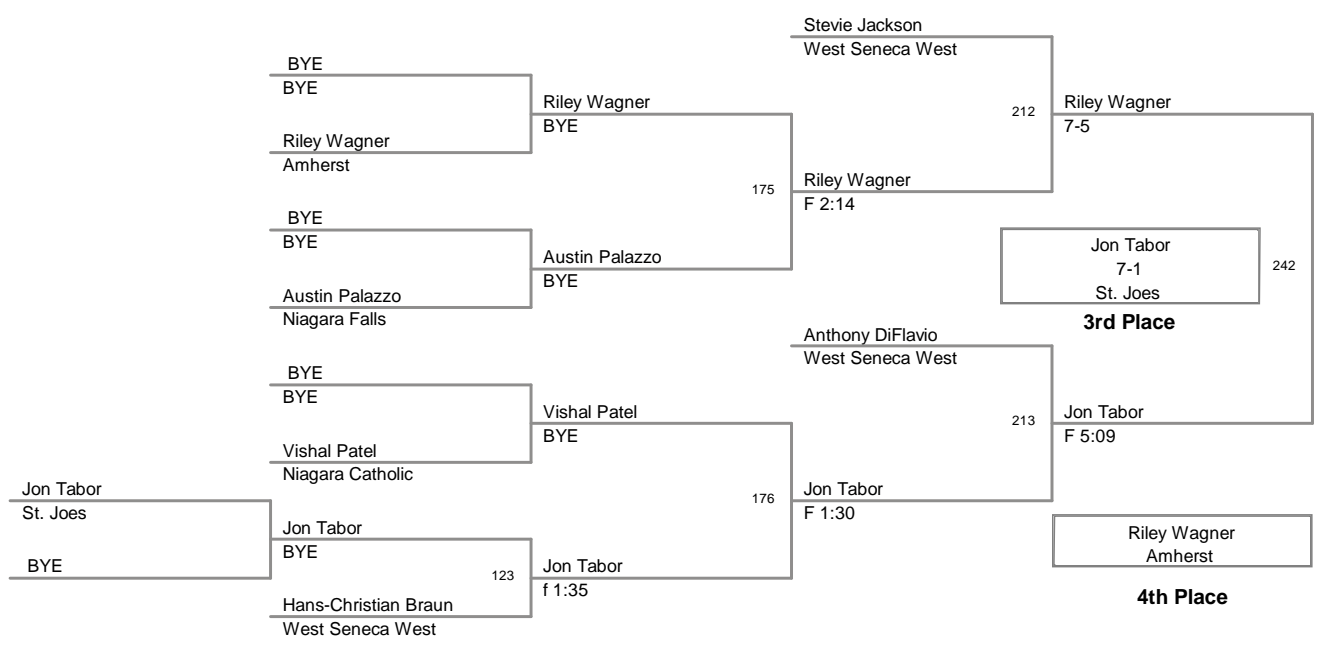 Stevie Jackson
West Seneca West
BYE
BYE
Riley Wagner
BYE
212
Riley Wagner
7-5
Riley Wagner
Amherst
175
Riley Wagner
F 2:14
BYE
BYE
Austin Palazzo
BYE
Jon Tabor
7-1
St. Joes
242
3rd Place
Austin Palazzo
Niagara Falls
Anthony DiFlavio
West Seneca West
BYE
BYE
Vishal Patel
BYE
213
Jon Tabor
F 5:09
Vishal Patel
Niagara Catholic
Jon Tabor
St. Joes
176
Jon Tabor
F 1:30
Jon Tabor
BYE
Riley Wagner
Amherst
BYE
123
Jon Tabor
f 1:35
4th Place
Hans-Christian Braun
West Seneca West